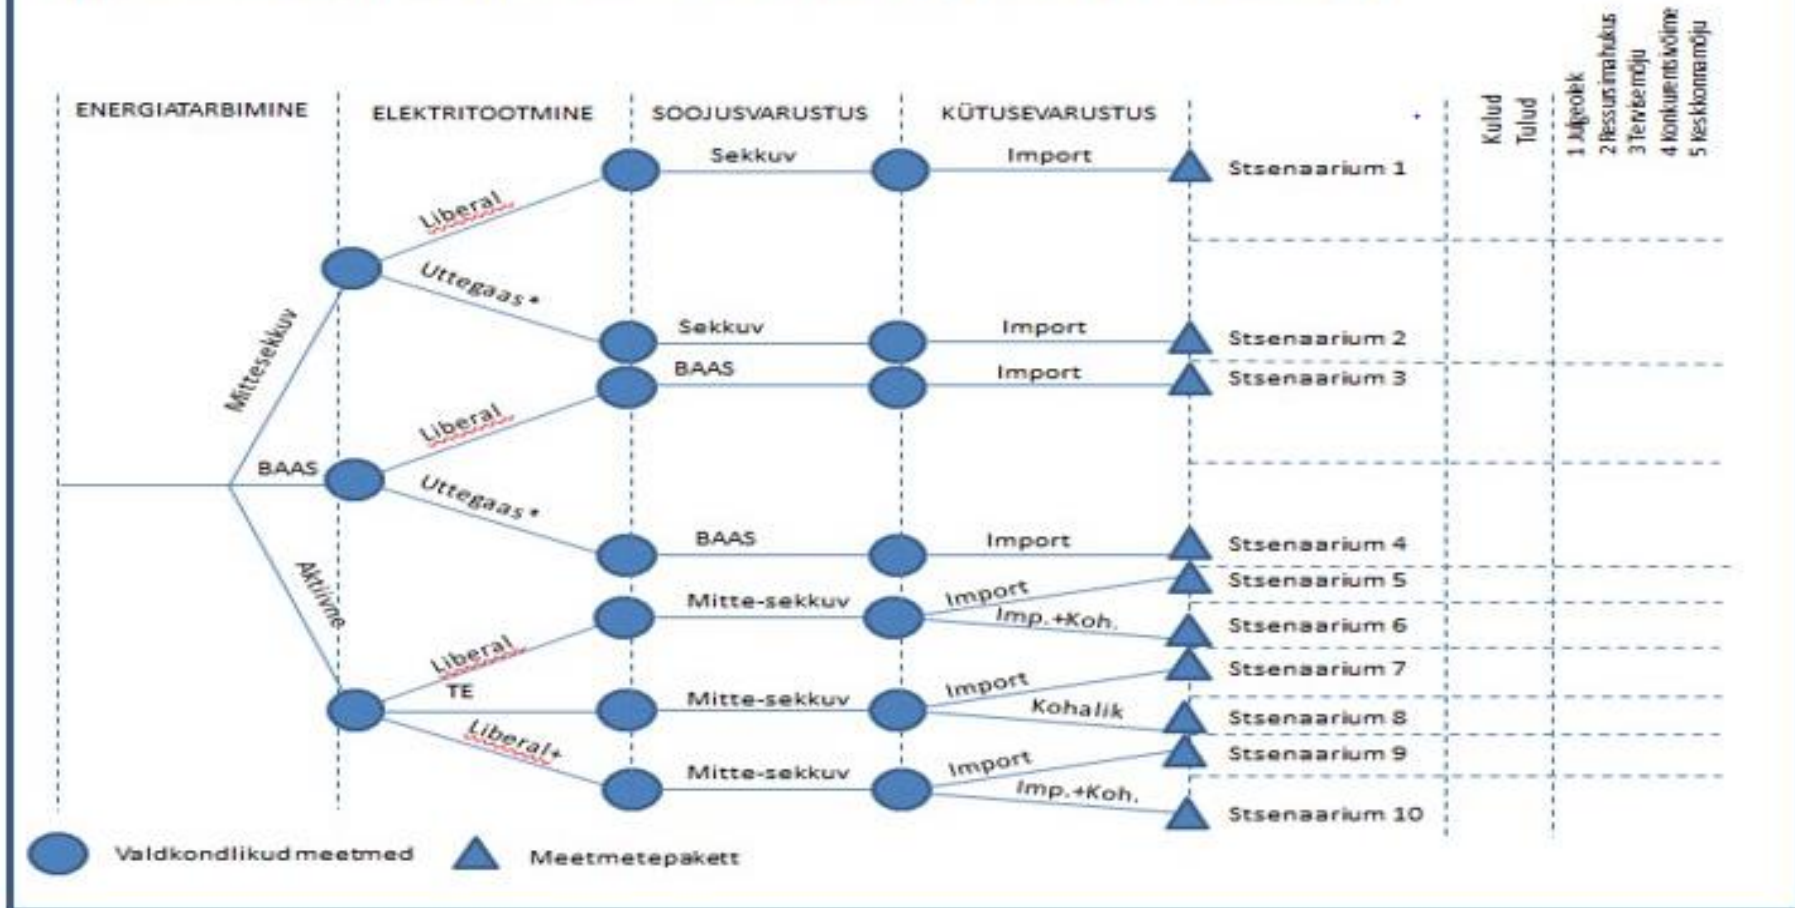 ENERGIATARBIMINE
ELEKTRITOOTMINE
SOOJUSVARUSTUS
KÜTUSEVARUSTUS
Kulud
Tulud
1 Julgeolek
2 Ressursimahukus
3 Tervisemõju
4 Konkurentsivõime
5 Keskkonnamõju
Liberal
Sekkuv
Import
Stsenaarium 1
Mittesekkuv
Uttegaas*
Sekkuv
Import
Stsenaarium 2
BAAS
Import
Stsenaarium 3
Liberal
BAAS
Uttegaas*
BAAS
Import
Stsenaarium 4
Aktiivne
Import
Stsenaarium 5
Liberal
Mitte-sekkuv
Imp.+Koh.
Stsenaarium 6
TE
Mitte-sekkuv
Import
Stsenaarium 7
Kohalik
Stsenaarium 8
Liberal+
Mitte-sekkuv
Import
Stsenaarium 9
Imp.+Koh.
Stsenaarium 10
Valdkondlikud meetmed
Meetmetepakett